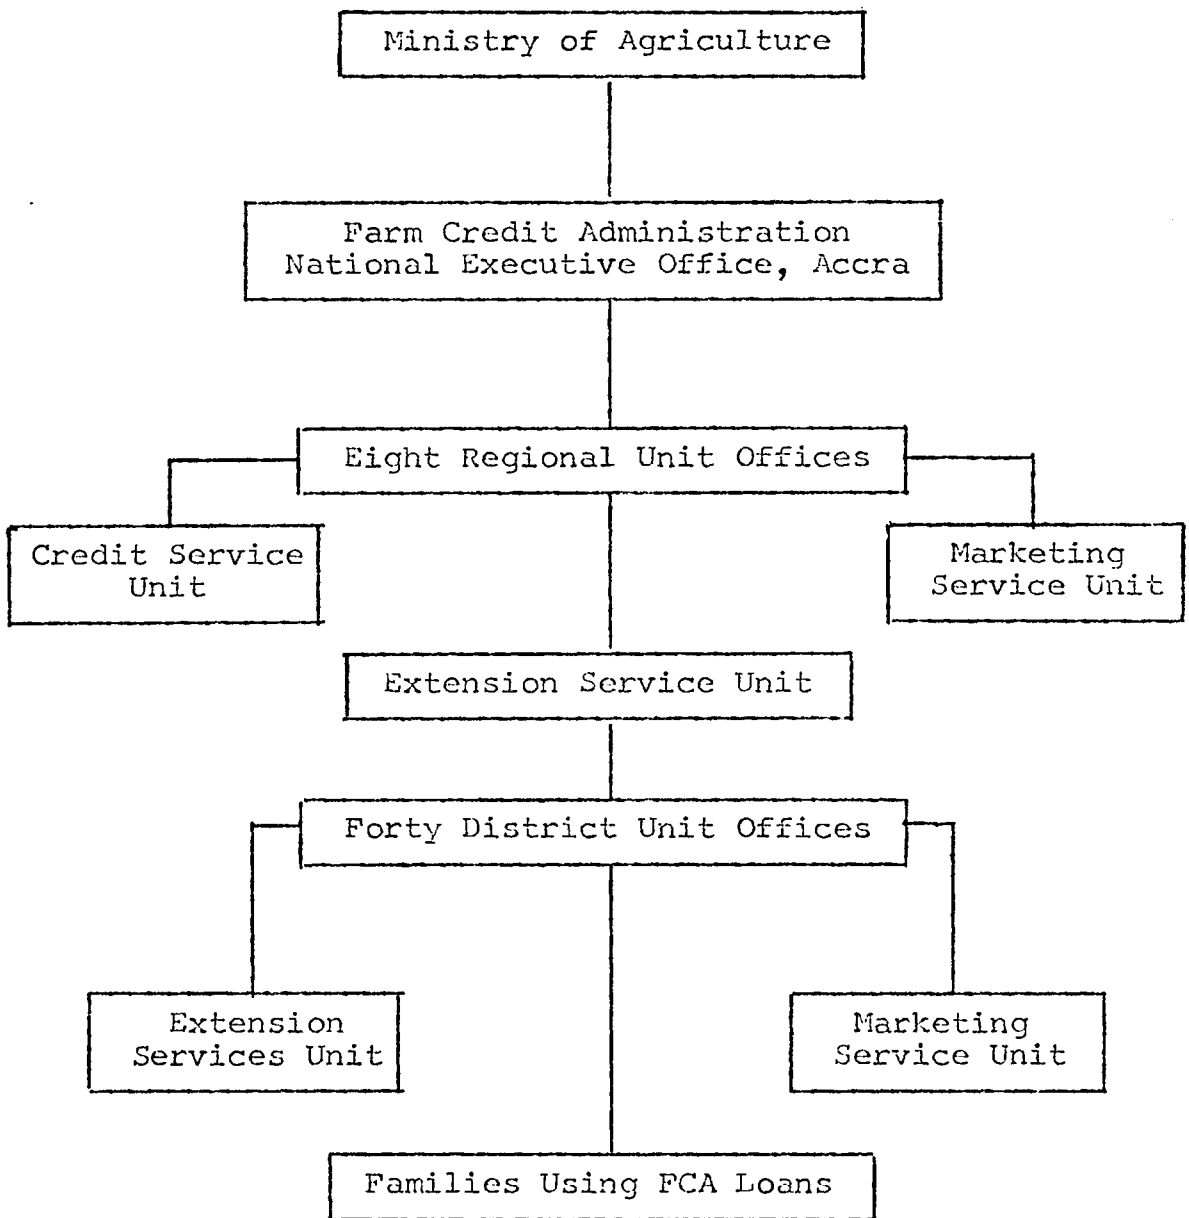 Ministry of Agriculture
Farm Credit Administration
National Executive Office, Accra
Eight Regional Unit Offices
Credit Service
Unit
Marketing
Service Unit
Extension Service Unit
Forty District Unit Offices
Extension
Services Unit
Marketing
Service Unit
Families Using FCA Loans